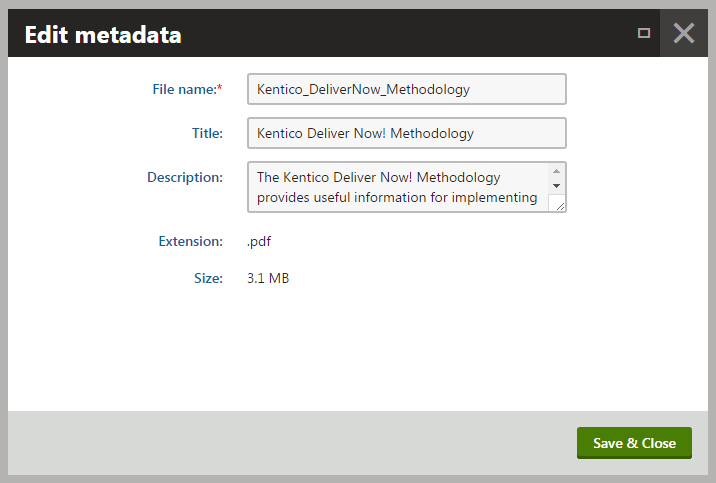 Edit metadata
File name:* Kentico_DeliverNow_Methodology
Title: Kentico Deliver Now! Methodology
Description: The Kentico Deliver Now! Methodology
provides useful information for implementing
Extension: .pdf
Size: 3.1 MB
Save & Close